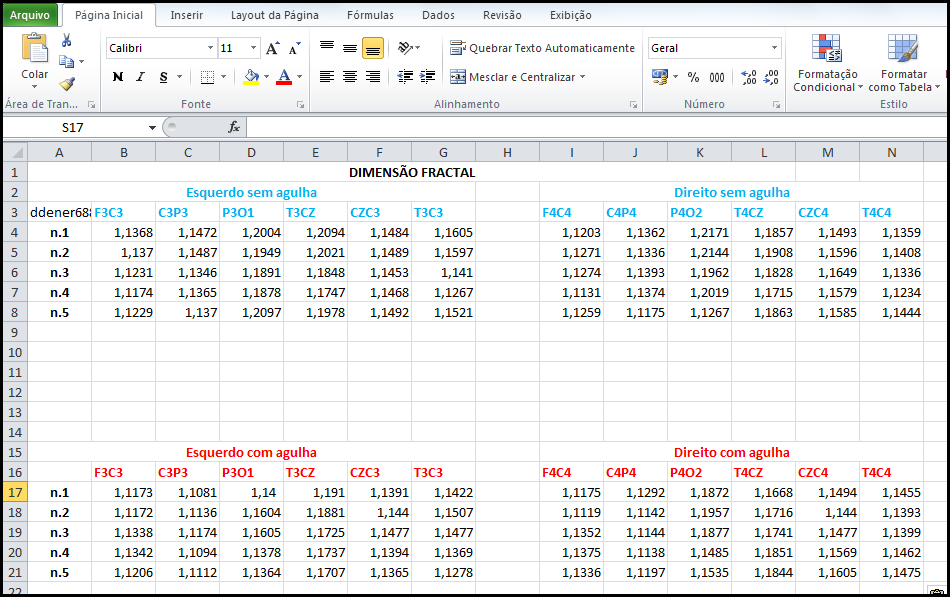 Arquivo Página Inicial Inserir Layout da Página Fórmulas Dados Revisão Exibição
Colar Calibri 11 A A Quebrar Texto Automaticamente Geral Formatação Condicional Formatar como Tabela
N I S A Mesclar e Centralizar % 000 ,00 ,00
Área de Tran... Fonte Alinhamento Número Estilo
S17 fx
A B C D E F G H I J K L M N
1 DIMENSÃO FRACTAL
2 Esquerdo sem agulha Direito sem agulha
3 F3C3 C3P3 P3O1 T3CZ CZC3 T3C3 F4C4 C4P4 P4O2 T4CZ CZC4 T4C4
4 n.1 1,1368 1,1472 1,2004 1,2094 1,1484 1,1605 1,1203 1,1362 1,2171 1,1857 1,1493 1,1359
5 n.2 1,137 1,1487 1,1949 1,2021 1,1489 1,1597 1,1271 1,1336 1,2144 1,1908 1,1596 1,1408
6 n.3 1,1231 1,1346 1,1891 1,1848 1,1453 1,141 1,1274 1,1393 1,1962 1,1828 1,1649 1,1336
7 n.4 1,1174 1,1365 1,1878 1,1747 1,1468 1,1267 1,1131 1,1374 1,2019 1,1715 1,1579 1,1234
8 n.5 1,1229 1,137 1,2097 1,1978 1,1492 1,1521 1,1259 1,1175 1,1267 1,1863 1,1585 1,1444
9
10
11
12
13
14
15 Esquerdo com agulha Direito com agulha
16 F3C3 C3P3 P3O1 T3CZ CZC3 T3C3 F4C4 C4P4 P4O2 T4CZ CZC4 T4C4
17 n.1 1,1173 1,1081 1,14 1,191 1,1391 1,1422 1,1175 1,1292 1,1872 1,1668 1,1494 1,1455
18 n.2 1,1172 1,1136 1,1604 1,1881 1,144 1,1507 1,1119 1,1142 1,1957 1,1716 1,144 1,1393
19 n.3 1,1338 1,1174 1,1605 1,1725 1,1477 1,1477 1,1352 1,1144 1,1877 1,1741 1,1477 1,1399
20 n.4 1,1342 1,1094 1,1378 1,1737 1,1394 1,1369 1,1375 1,1138 1,1485 1,1851 1,1569 1,1462
21 n.5 1,1206 1,1112 1,1364 1,1707 1,1365 1,1278 1,1336 1,1197 1,1535 1,1844 1,1605 1,1475
22